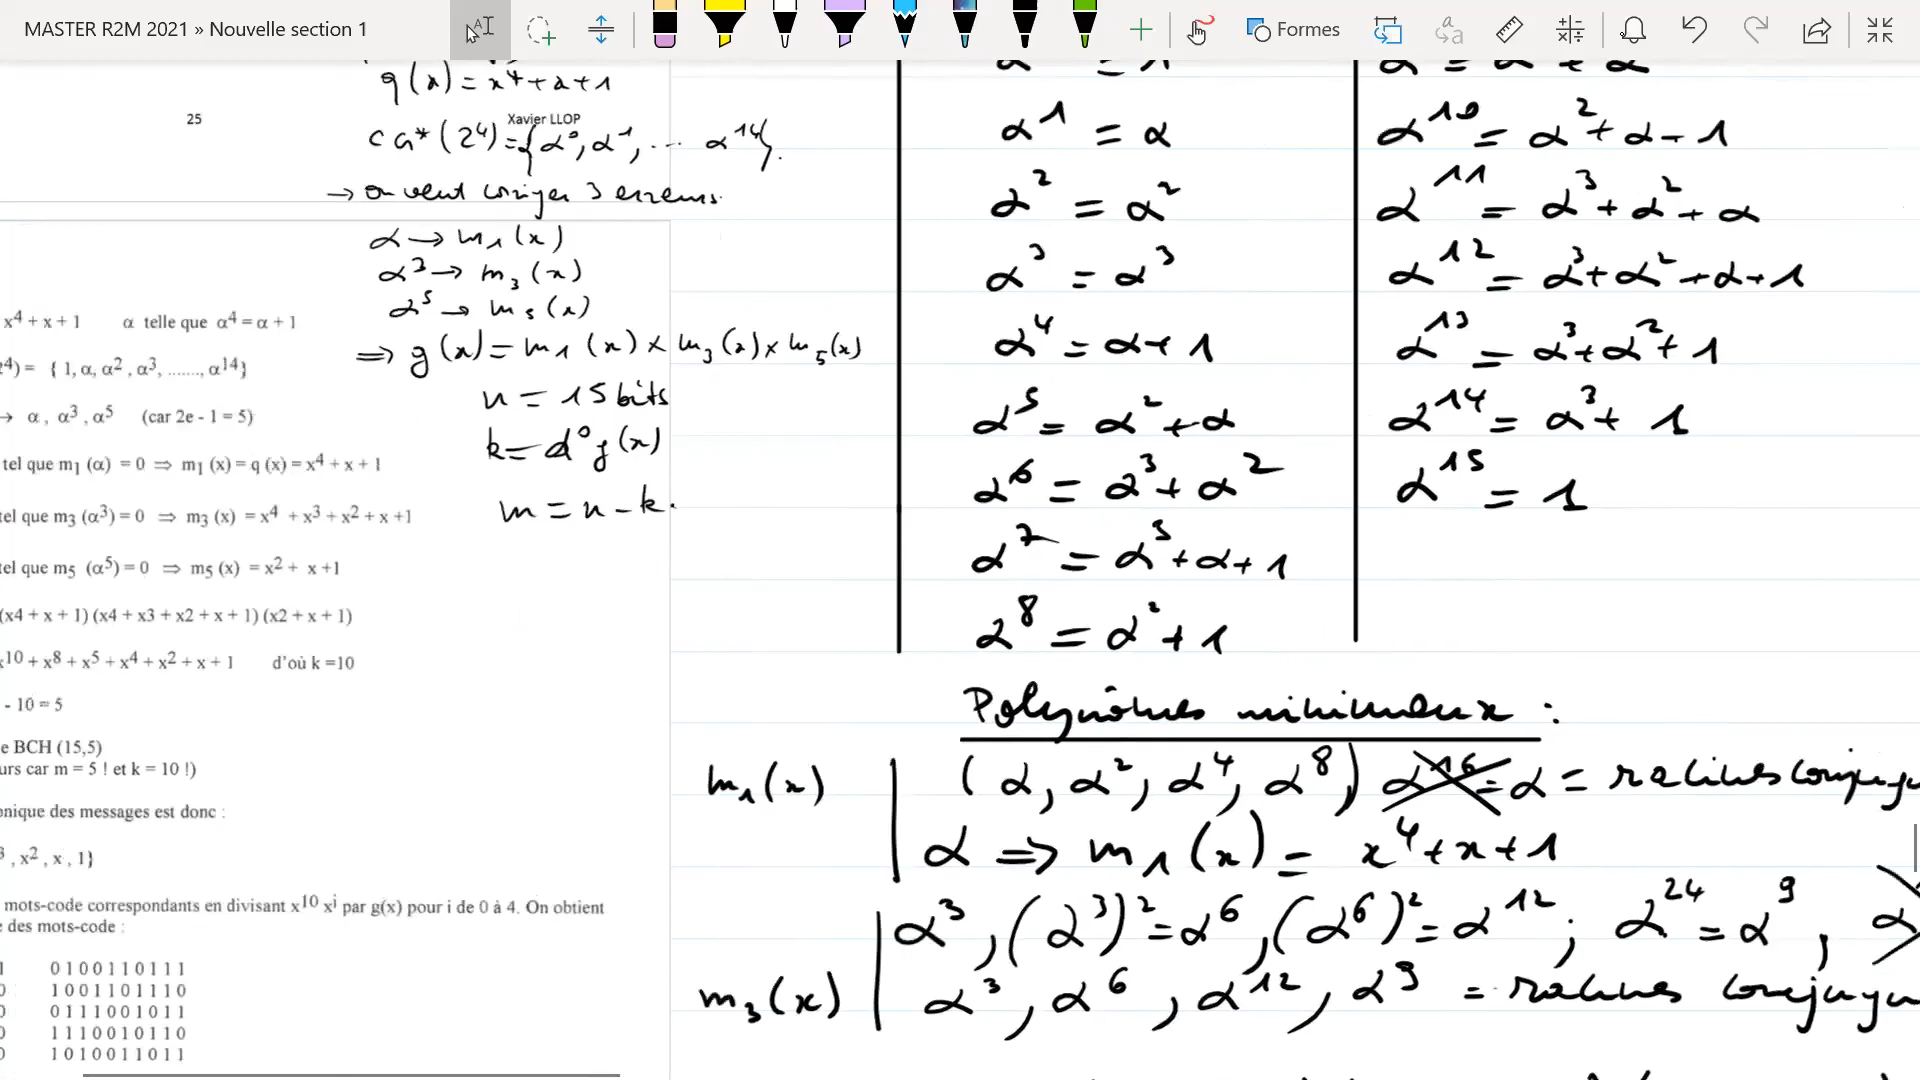 MASTER R2M 2021 » Nouvelle section 1
Formes
q(x) = x⁴ + x + 1
25
Xavier LLOP
CG*(2⁴) = {α⁰, α¹, ... α¹⁴}.
→ on veut corriger 3 erreurs.
α → m₁(x)
α³ → m₃(x)
α⁵ → m₅(x)
⇒ g(x) = m₁(x) × m₃(x) × m₅(x)
n = 15 bits
k = d° g(x)
m = n - k.
x⁴ + x + 1 α telle que α⁴ = α + 1
⁴) = { 1, α, α², α³, ......., α¹⁴}
→ α, α³, α⁵ (car 2e - 1 = 5)
tel que m₁ (α) = 0 ⇒ m₁ (x) = q (x) = x⁴ + x + 1
tel que m₃ (α³) = 0 ⇒ m₃ (x) = x⁴ + x³ + x² + x +1
tel que m₅ (α⁵) = 0 ⇒ m₅ (x) = x² + x +1
(x4 + x + 1) (x4 + x3 + x2 + x + 1) (x2 + x + 1)
x¹⁰ + x⁸ + x⁵ + x⁴ + x² + x + 1 d'où k =10
- 10 = 5
e BCH (15,5)
urs car m = 5 ! et k = 10 !)
onique des messages est donc :
³, x², x, 1}
mots-code correspondants en divisant x¹⁰ xⁱ par g(x) pour i de 0 à 4. On obtient
e des mots-code :
1 0 1 0 0 1 1 0 1 1 1
0 1 0 0 1 1 0 1 1 1 0
0 0 1 1 1 0 0 1 0 1 1
0 1 1 1 0 0 1 0 1 1 0
0 1 0 1 0 0 1 1 0 1 1
α¹ = α
α² = α²
α³ = α³
α⁴ = α + 1
α⁵ = α² + α
α⁶ = α³ + α²
α⁷ = α³ + α + 1
α⁸ = α² + 1
α¹⁰ = α² + α + 1
α¹¹ = α³ + α² + α
α¹² = α³ + α² + α + 1
α¹³ = α³ + α² + 1
α¹⁴ = α³ + 1
α¹⁵ = 1
Polynômes minimaux :
m₁(x) (α, α², α⁴, α⁸) α¹⁶ = α = racines conjugu
α ⇒ m₁(x) = x⁴ + x + 1
α³, (α³)² = α⁶, (α⁶)² = α¹² ; α²⁴ = α⁹, α
m₃(x) α³, α⁶, α¹², α⁹ = racines conjugu